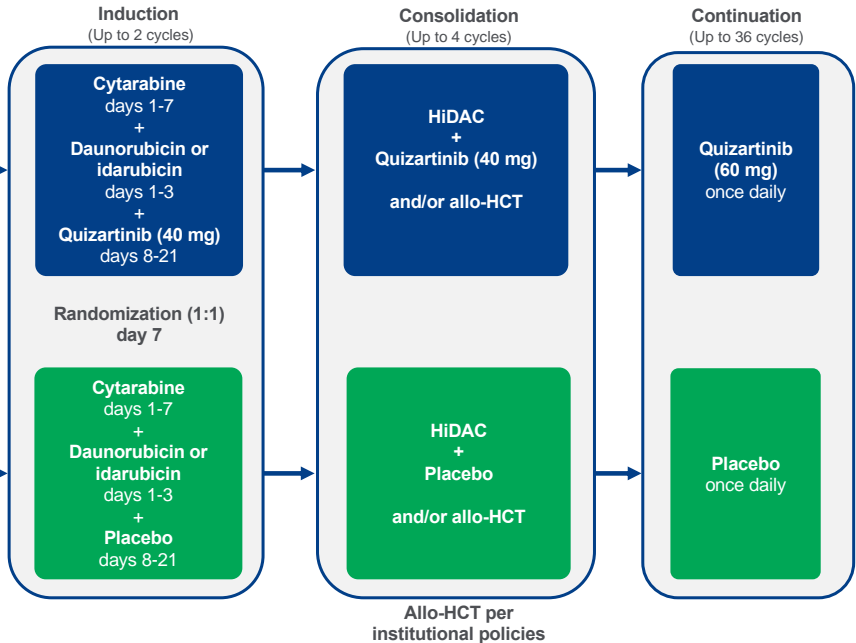 Induction
(Up to 2 cycles)
Cytarabine
days 1-7
+
Daunorubicin or
idarubicin
days 1-3
+
Quizartinib (40 mg)
days 8-21
Randomization (1:1)
day 7
Cytarabine
days 1-7
+
Daunorubicin or
idarubicin
days 1-3
+
Placebo
days 8-21
Consolidation
(Up to 4 cycles)
HiDAC
+
Quizartinib (40 mg)
and/or allo-HCT
HiDAC
+
Placebo
and/or allo-HCT
Allo-HCT per
institutional policies
Continuation
(Up to 36 cycles)
Quizartinib
(60 mg)
once daily
Placebo
once daily